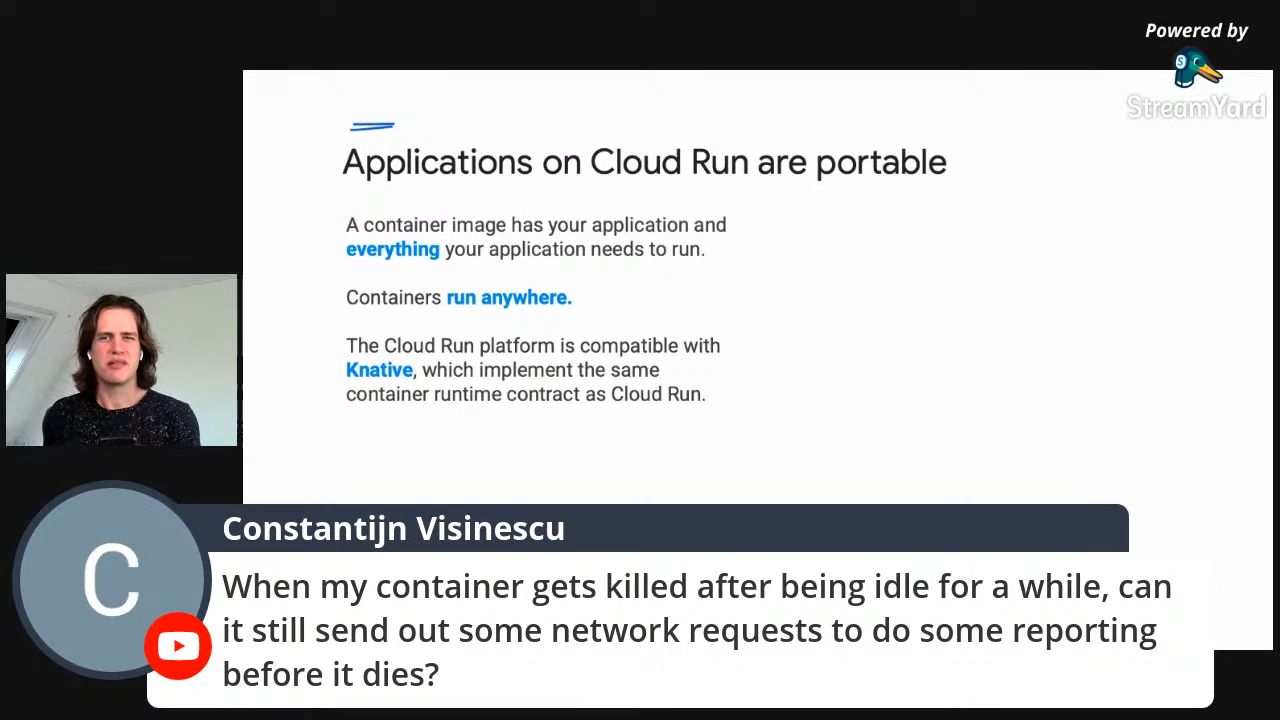 Powered by
StreamYard
Applications on Cloud Run are portable
A container image has your application and
everything your application needs to run.
Containers run anywhere.
The Cloud Run platform is compatible with
Knative, which implement the same
container runtime contract as Cloud Run.
C
Constantijn Visinescu
When my container gets killed after being idle for a while, can
it still send out some network requests to do some reporting
before it dies?